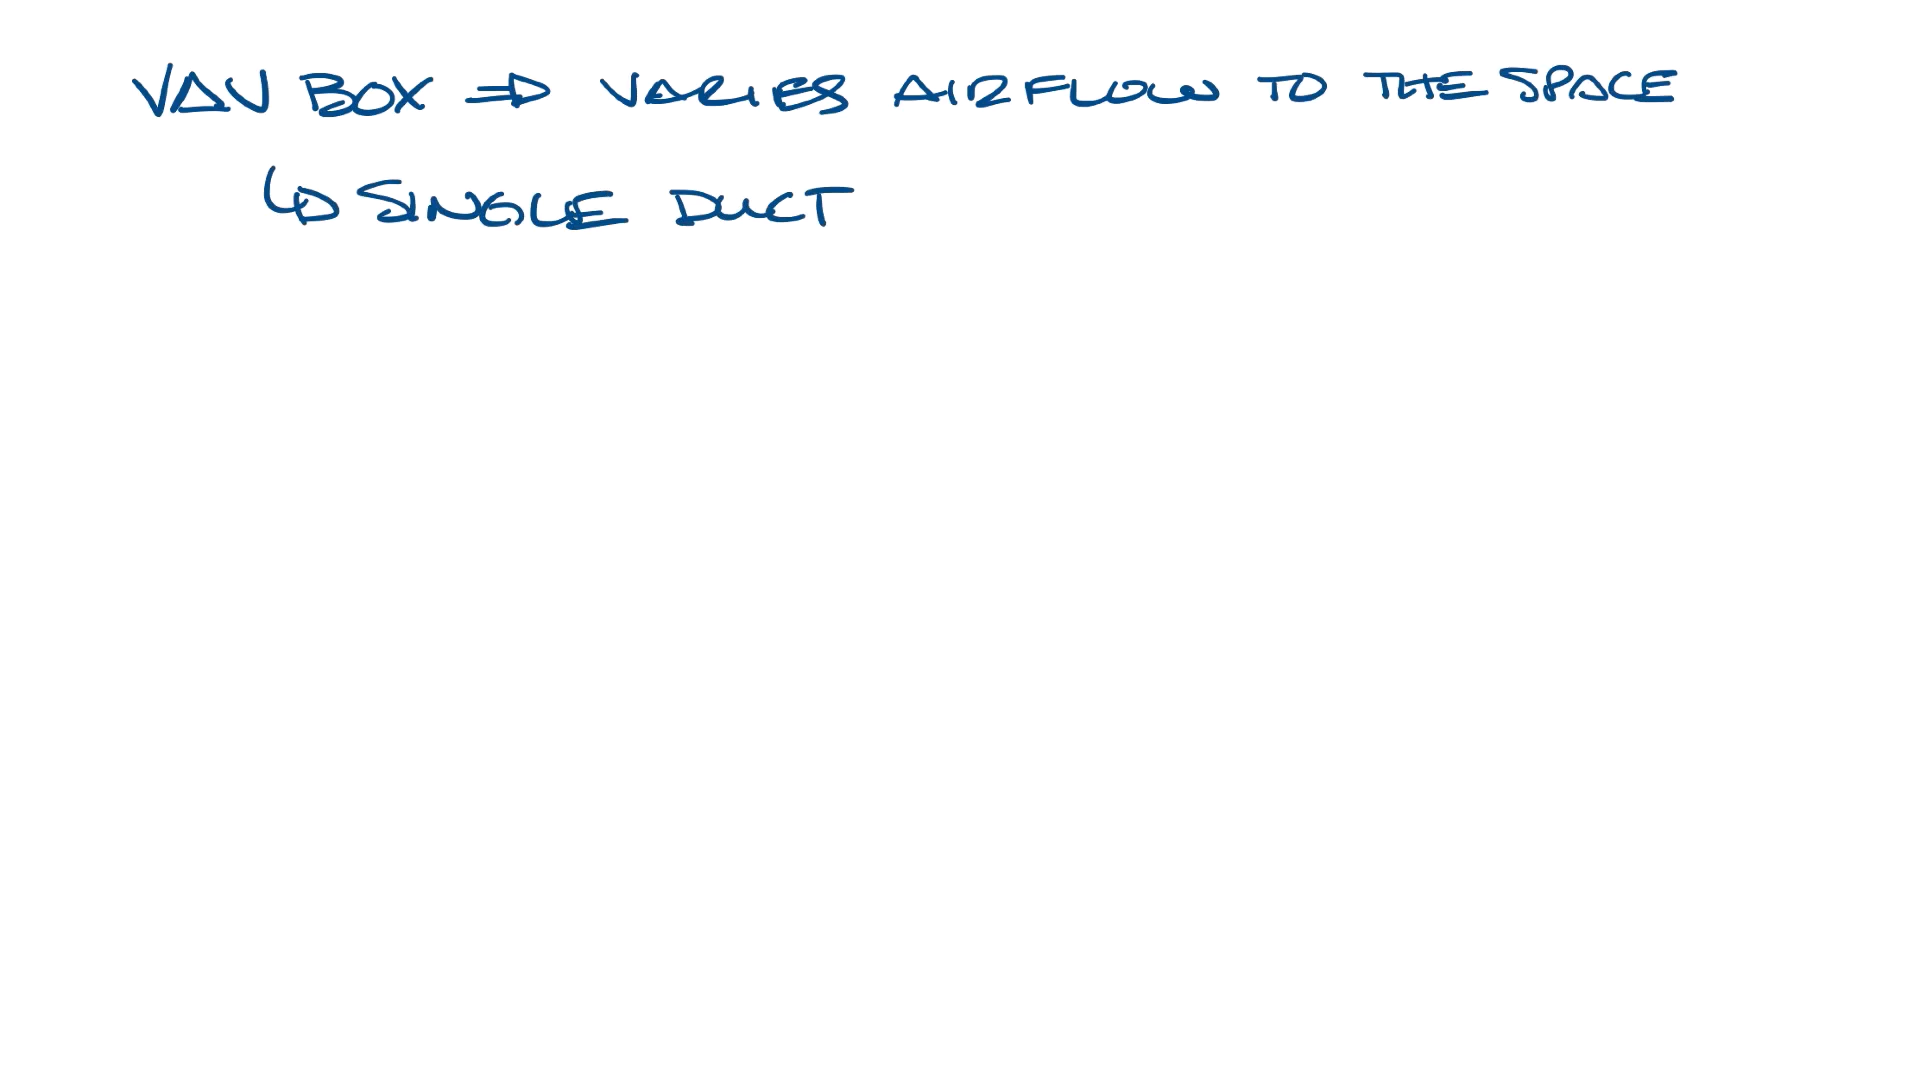 VAV BOX ⇒ VARIES AIRFLOW TO THE SPACE
↳ SINGLE DUCT